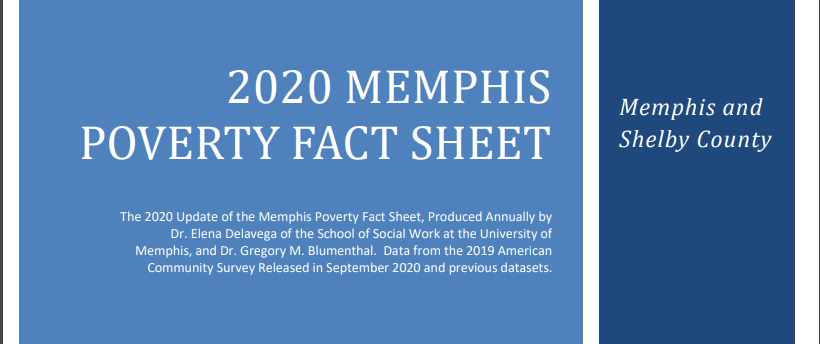 2020 MEMPHIS
POVERTY FACT SHEET
The 2020 Update of the Memphis Poverty Fact Sheet, Produced Annually by
Dr. Elena Delavega of the School of Social Work at the University of
Memphis, and Dr. Gregory M. Blumenthal.  Data from the 2019 American
Community Survey Released in September 2020 and previous datasets.
Memphis and
Shelby County